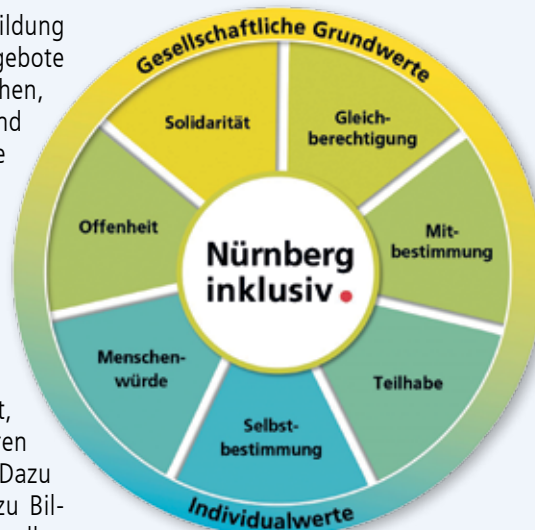 ildung
gebote
hen,
nd
e
t,
en
Dazu
zu Bil-
Gesellschaftliche Grundwerte
Solidarität
Gleich-
berechtigung
Offenheit
Mit-
bestimmung
Nürnberg
inklusiv
Menschen-
würde
Teilhabe
Selbst-
bestimmung
Individualwerte